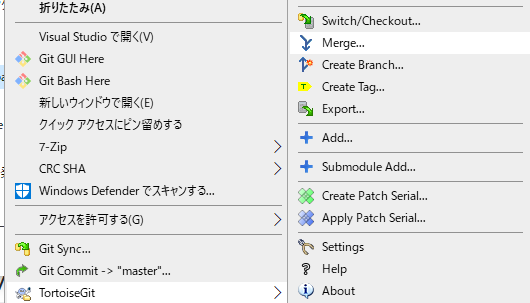 折りたたみ(A)
Visual Studio で開く(V)
Git GUI Here
Git Bash Here
新しいウィンドウで開く(E)
クイック アクセスにピン留めする
7-Zip
CRC SHA
Windows Defender でスキャンする...
アクセスを許可する(G)
Git Sync...
Git Commit -> "master"...
TortoiseGit
Switch/Checkout...
Merge...
Create Branch...
Create Tag...
Export...
Add...
Submodule Add...
Create Patch Serial...
Apply Patch Serial...
Settings
Help
About